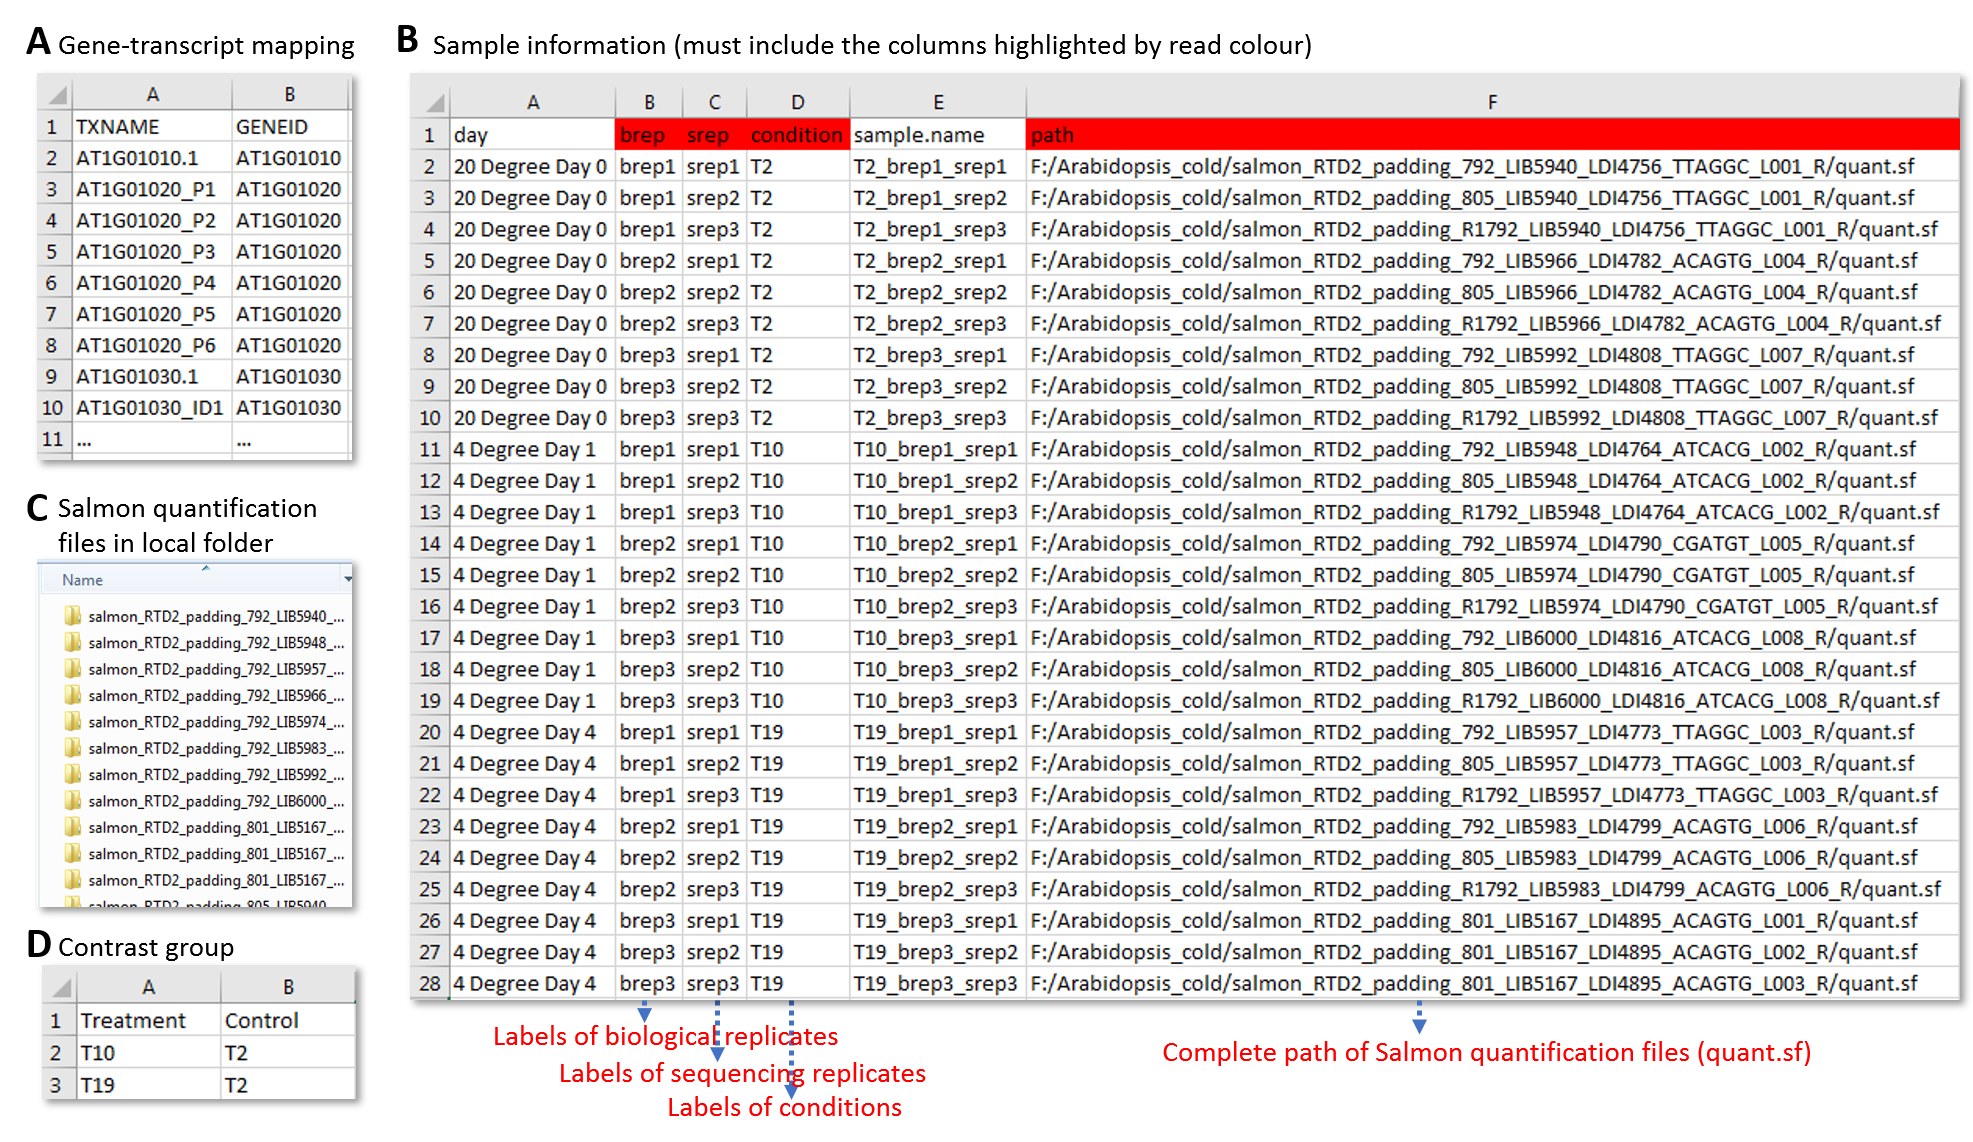 A Gene-transcript mapping
A B
1 TXNAME GENEID
2 AT1G01010.1 AT1G01010
3 AT1G01020_P1 AT1G01020
4 AT1G01020_P2 AT1G01020
5 AT1G01020_P3 AT1G01020
6 AT1G01020_P4 AT1G01020
7 AT1G01020_P5 AT1G01020
8 AT1G01020_P6 AT1G01020
9 AT1G01030.1 AT1G01030
10 AT1G01030_ID1 AT1G01030
11 ... ...
B Sample information (must include the columns highlighted by read colour)
A B C D E F
1 day brep srep condition sample.name path
2 20 Degree Day 0 brep1 srep1 T2 T2_brep1_srep1 F:/Arabidopsis_cold/salmon_RTD2_padding_792_LIB5940_LDI4756_TTAGGC_L001_R/quant.sf
3 20 Degree Day 0 brep1 srep2 T2 T2_brep1_srep2 F:/Arabidopsis_cold/salmon_RTD2_padding_805_LIB5940_LDI4756_TTAGGC_L001_R/quant.sf
4 20 Degree Day 0 brep1 srep3 T2 T2_brep1_srep3 F:/Arabidopsis_cold/salmon_RTD2_padding_R1792_LIB5940_LDI4756_TTAGGC_L001_R/quant.sf
5 20 Degree Day 0 brep2 srep1 T2 T2_brep2_srep1 F:/Arabidopsis_cold/salmon_RTD2_padding_792_LIB5966_LDI4782_ACAGTG_L004_R/quant.sf
6 20 Degree Day 0 brep2 srep2 T2 T2_brep2_srep2 F:/Arabidopsis_cold/salmon_RTD2_padding_805_LIB5966_LDI4782_ACAGTG_L004_R/quant.sf
7 20 Degree Day 0 brep2 srep3 T2 T2_brep2_srep3 F:/Arabidopsis_cold/salmon_RTD2_padding_R1792_LIB5966_LDI4782_ACAGTG_L004_R/quant.sf
8 20 Degree Day 0 brep3 srep1 T2 T2_brep3_srep1 F:/Arabidopsis_cold/salmon_RTD2_padding_792_LIB5992_LDI4808_TTAGGC_L007_R/quant.sf
9 20 Degree Day 0 brep3 srep2 T2 T2_brep3_srep2 F:/Arabidopsis_cold/salmon_RTD2_padding_805_LIB5992_LDI4808_TTAGGC_L007_R/quant.sf
10 20 Degree Day 0 brep3 srep3 T2 T2_brep3_srep3 F:/Arabidopsis_cold/salmon_RTD2_padding_R1792_LIB5992_LDI4808_TTAGGC_L007_R/quant.sf
11 4 Degree Day 1 brep1 srep1 T10 T10_brep1_srep1 F:/Arabidopsis_cold/salmon_RTD2_padding_792_LIB5948_LDI4764_ATCACG_L002_R/quant.sf
12 4 Degree Day 1 brep1 srep2 T10 T10_brep1_srep2 F:/Arabidopsis_cold/salmon_RTD2_padding_805_LIB5948_LDI4764_ATCACG_L002_R/quant.sf
13 4 Degree Day 1 brep1 srep3 T10 T10_brep1_srep3 F:/Arabidopsis_cold/salmon_RTD2_padding_R1792_LIB5948_LDI4764_ATCACG_L002_R/quant.sf
14 4 Degree Day 1 brep2 srep1 T10 T10_brep2_srep1 F:/Arabidopsis_cold/salmon_RTD2_padding_792_LIB5974_LDI4790_CGATGT_L005_R/quant.sf
15 4 Degree Day 1 brep2 srep2 T10 T10_brep2_srep2 F:/Arabidopsis_cold/salmon_RTD2_padding_805_LIB5974_LDI4790_CGATGT_L005_R/quant.sf
16 4 Degree Day 1 brep2 srep3 T10 T10_brep2_srep3 F:/Arabidopsis_cold/salmon_RTD2_padding_R1792_LIB5974_LDI4790_CGATGT_L005_R/quant.sf
17 4 Degree Day 1 brep3 srep1 T10 T10_brep3_srep1 F:/Arabidopsis_cold/salmon_RTD2_padding_792_LIB6000_LDI4816_ATCACG_L008_R/quant.sf
18 4 Degree Day 1 brep3 srep2 T10 T10_brep3_srep2 F:/Arabidopsis_cold/salmon_RTD2_padding_805_LIB6000_LDI4816_ATCACG_L008_R/quant.sf
19 4 Degree Day 1 brep3 srep3 T10 T10_brep3_srep3 F:/Arabidopsis_cold/salmon_RTD2_padding_R1792_LIB6000_LDI4816_ATCACG_L008_R/quant.sf
20 4 Degree Day 4 brep1 srep1 T19 T19_brep1_srep1 F:/Arabidopsis_cold/salmon_RTD2_padding_792_LIB5957_LDI4773_TTAGGC_L003_R/quant.sf
21 4 Degree Day 4 brep1 srep2 T19 T19_brep1_srep2 F:/Arabidopsis_cold/salmon_RTD2_padding_805_LIB5957_LDI4773_TTAGGC_L003_R/quant.sf
22 4 Degree Day 4 brep1 srep3 T19 T19_brep1_srep3 F:/Arabidopsis_cold/salmon_RTD2_padding_R1792_LIB5957_LDI4773_TTAGGC_L003_R/quant.sf
23 4 Degree Day 4 brep2 srep1 T19 T19_brep2_srep1 F:/Arabidopsis_cold/salmon_RTD2_padding_792_LIB5983_LDI4799_ACAGTG_L006_R/quant.sf
24 4 Degree Day 4 brep2 srep2 T19 T19_brep2_srep2 F:/Arabidopsis_cold/salmon_RTD2_padding_805_LIB5983_LDI4799_ACAGTG_L006_R/quant.sf
25 4 Degree Day 4 brep2 srep3 T19 T19_brep2_srep3 F:/Arabidopsis_cold/salmon_RTD2_padding_R1792_LIB5983_LDI4799_ACAGTG_L006_R/quant.sf
26 4 Degree Day 4 brep3 srep1 T19 T19_brep3_srep1 F:/Arabidopsis_cold/salmon_RTD2_padding_801_LIB5167_LDI4895_ACAGTG_L001_R/quant.sf
27 4 Degree Day 4 brep3 srep2 T19 T19_brep3_srep2 F:/Arabidopsis_cold/salmon_RTD2_padding_801_LIB5167_LDI4895_ACAGTG_L002_R/quant.sf
28 4 Degree Day 4 brep3 srep3 T19 T19_brep3_srep3 F:/Arabidopsis_cold/salmon_RTD2_padding_801_LIB5167_LDI4895_ACAGTG_L003_R/quant.sf
Labels of biological replicates
Labels of sequencing replicates
Labels of conditions
Complete path of Salmon quantification files (quant.sf)
C Salmon quantification
files in local folder
Name
salmon_RTD2_padding_792_LIB5940_...
salmon_RTD2_padding_792_LIB5948_...
salmon_RTD2_padding_792_LIB5957_...
salmon_RTD2_padding_792_LIB5966_...
salmon_RTD2_padding_792_LIB5974_...
salmon_RTD2_padding_792_LIB5983_...
salmon_RTD2_padding_792_LIB5992_...
salmon_RTD2_padding_792_LIB6000_...
salmon_RTD2_padding_801_LIB5167_...
salmon_RTD2_padding_801_LIB5167_...
salmon_RTD2_padding_801_LIB5167_...
salmon_RTD2_padding_805_LIB5940
D Contrast group
A B
1 Treatment Control
2 T10 T2
3 T19 T2